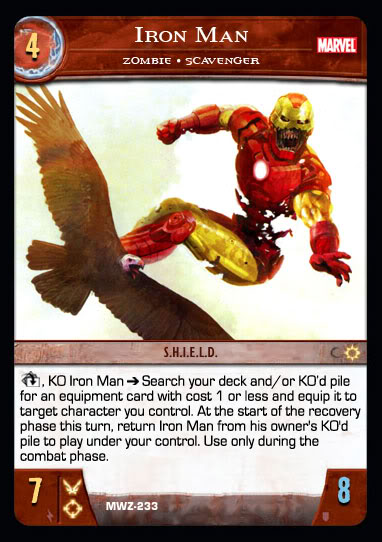 4
Iron Man
MARVEL
ZOMBIE • SCAVENGER
S.H.I.E.L.D.
, KO Iron Man ➔ Search your deck and/or KO'd pile
for an equipment card with cost 1 or less and equip it to
target character you control. At the start of the recovery
phase this turn, return Iron Man from his owner's KO'd
pile to play under your control. Use only during the
combat phase.
7
MWZ-233
8